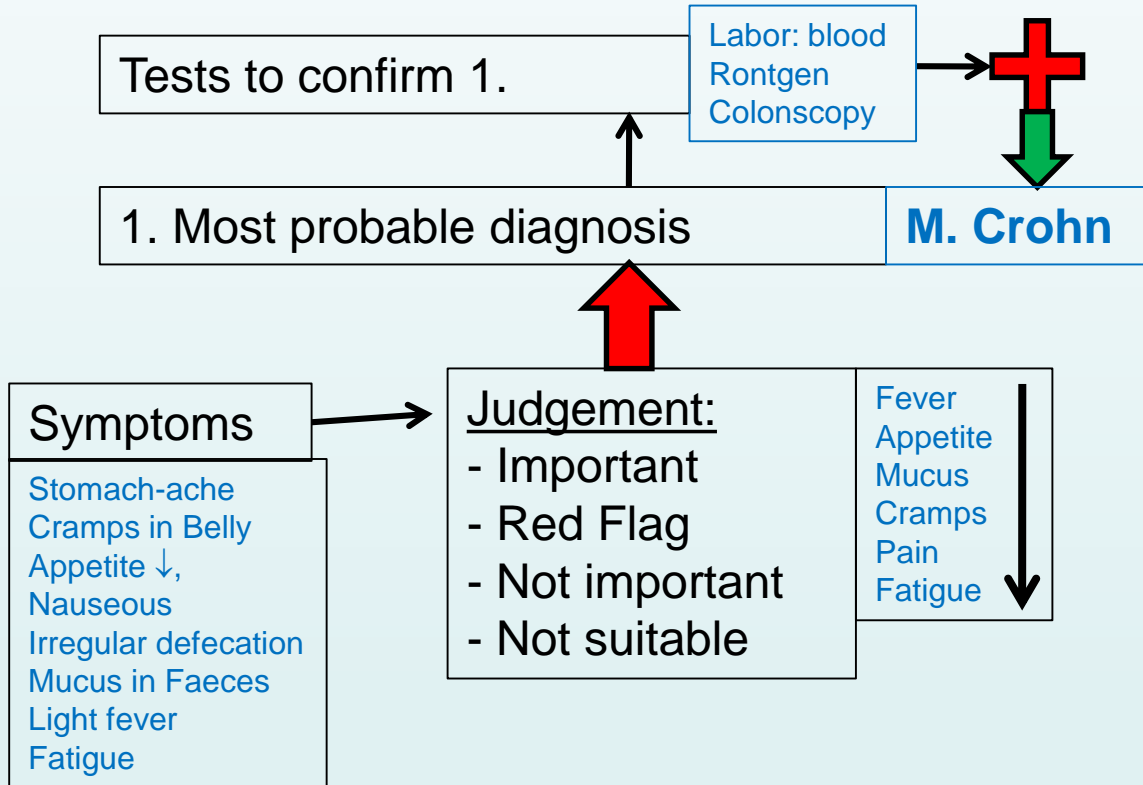 Tests to confirm 1.
Labor: blood
Rontgen
Colonscopy
1. Most probable diagnosis
M. Crohn
Symptoms
Stomach-ache
Cramps in Belly
Appetite ↓,
Nauseous
Irregular defecation
Mucus in Faeces
Light fever
Fatigue
Judgement:
- Important
- Red Flag
- Not important
- Not suitable
Fever
Appetite
Mucus
Cramps
Pain
Fatigue